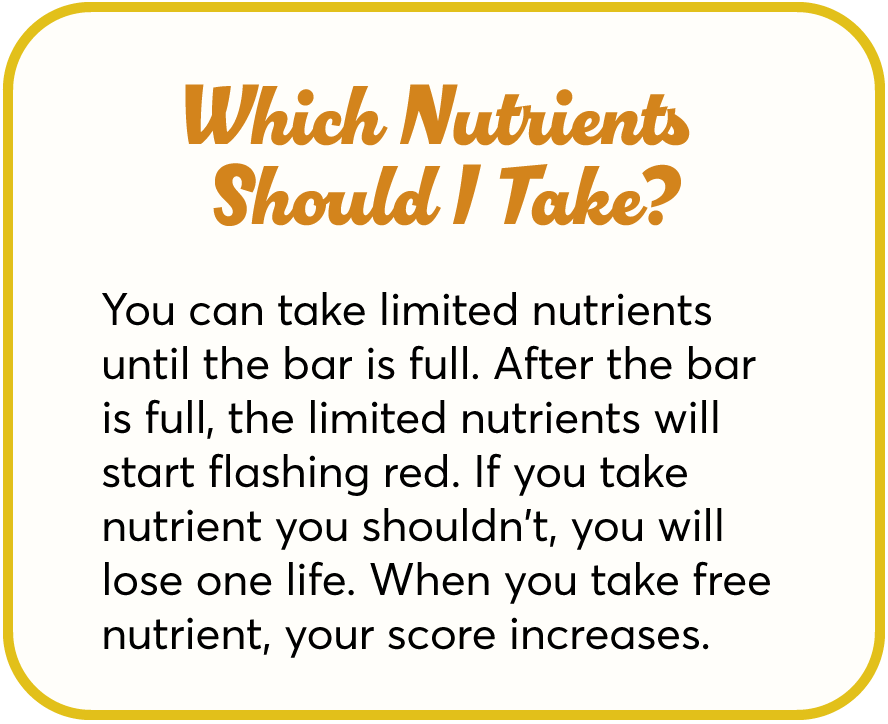 Which Nutrients
Should I Take?
You can take limited nutrients
until the bar is full. After the bar
is full, the limited nutrients will
start flashing red. If you take
nutrient you shouldn't, you will
lose one life. When you take free
nutrient, your score increases.